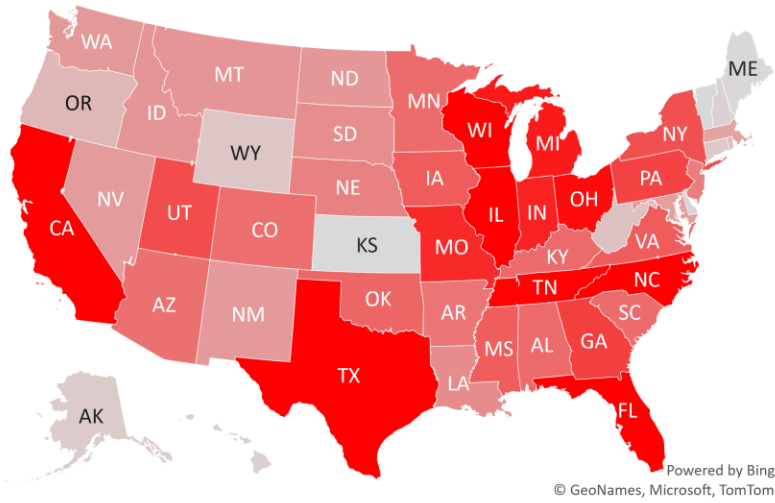 WA
MT
ND
ME
OR
ID
MN
SD
WI
WY
MI
NY
NV
NE
IA
PA
UT
IL
IN
OH
CA
CO
KS
MO
KY
VA
TN
NC
AZ
NM
OK
AR
SC
MS
AL
GA
TX
LA
AK
FL
Powered by Bing
© GeoNames, Microsoft, TomTom